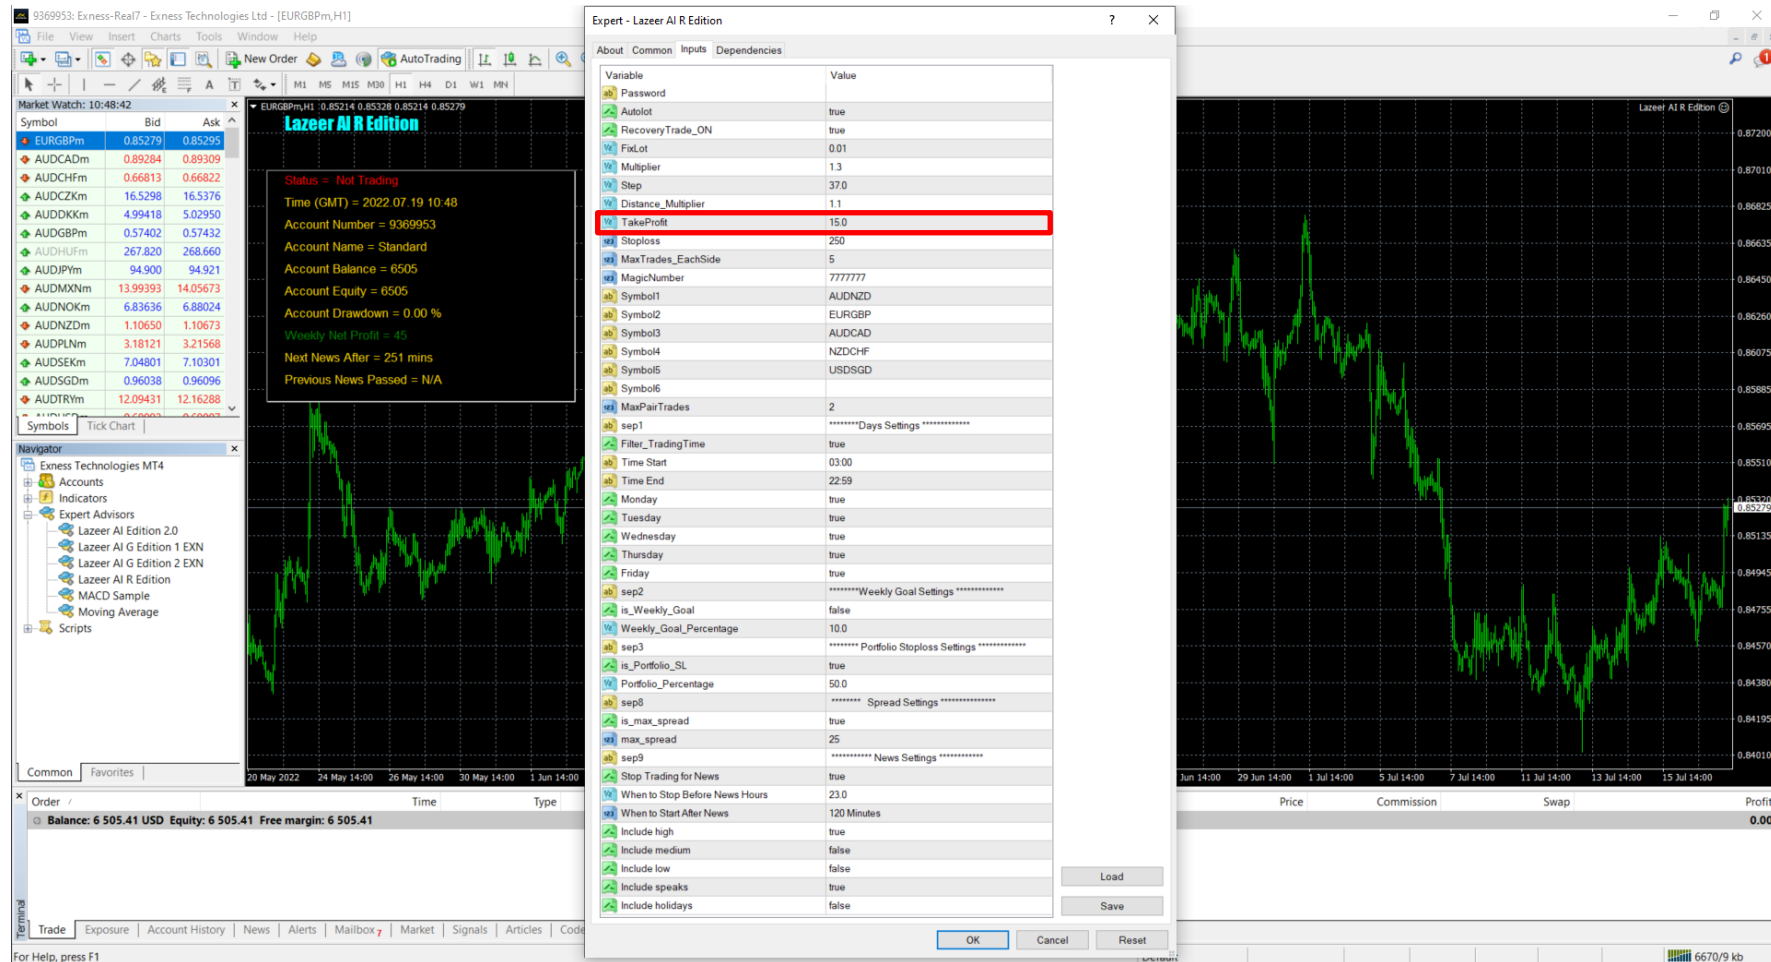 9369953: Exness-Real7 - Exness Technologies Ltd - [EURGBPm,H1]
File View Insert Charts Tools Window Help
New Order AutoTrading
M1 M5 M15 M30 H1 H4 D1 W1 MN
Market Watch: 10:48:42
Symbol Bid Ask
EURGBPm 0.85279 0.85295
AUDCADm 0.89284 0.89309
AUDCHFm 0.66813 0.66822
AUDCZKm 16.5298 16.5376
AUDDKKm 4.99418 5.02950
AUDGBPm 0.57402 0.57432
AUDHUFm 267.820 268.660
AUDJPYm 94.900 94.921
AUDMXNm 13.99393 14.05673
AUDNOKm 6.83636 6.88024
AUDNZDm 1.10650 1.10673
AUDPLNm 3.18121 3.21568
AUDSEKm 7.04801 7.10301
AUDSGDm 0.96038 0.96096
AUDTRYm 12.09431 12.16288
Symbols Tick Chart
Navigator
Exness Technologies MT4
Accounts
Indicators
Expert Advisors
Lazeer AI Edition 2.0
Lazeer AI G Edition 1 EXN
Lazeer AI G Edition 2 EXN
Lazeer AI R Edition
MACD Sample
Moving Average
Scripts
Common Favorites
EURGBPm,H1 0.85214 0.85328 0.85214 0.85279
Lazeer AI R Edition
Status = Not Trading
Time (GMT) = 2022.07.19 10:48
Account Number = 9369953
Account Name = Standard
Account Balance = 6505
Account Equity = 6505
Account Drawdown = 0.00 %
Weekly Net Profit = 45
Next News After = 251 mins
Previous News Passed = N/A
20 May 2022 24 May 14:00 26 May 14:00 30 May 14:00 1 Jun 14:00
Expert - Lazeer AI R Edition ?
About Common Inputs Dependencies
Variable Value
Password
Autolot true
RecoveryTrade_ON true
FixLot 0.01
Multiplier 1.3
Step 37.0
Distance_Multiplier 1.1
TakeProfit 15.0
Stoploss 250
MaxTrades_EachSide 5
MagicNumber 7777777
Symbol1 AUDNZD
Symbol2 EURGBP
Symbol3 AUDCAD
Symbol4 NZDCHF
Symbol5 USDSGD
Symbol6
MaxPairTrades 2
sep1 ********Days Settings *************
Filter_TradingTime true
Time Start 03:00
Time End 22:59
Monday true
Tuesday true
Wednesday true
Thursday true
Friday true
sep2 ********Weekly Goal Settings *************
is_Weekly_Goal false
Weekly_Goal_Percentage 10.0
sep3 ******** Portfolio Stoploss Settings *************
is_Portfolio_SL true
Portfolio_Percentage 50.0
sep8 ******** Spread Settings ***************
is_max_spread true
max_spread 25
sep9 *********** News Settings ************
Stop Trading for News true
When to Stop Before News Hours 23.0
When to Start After News 120 Minutes
Include high true
Include medium false
Include low false
Include speaks true
Include holidays false
Load
Save
OK Cancel Reset
Lazeer AI R Edition
0.87200
0.87010
0.86825
0.86635
0.86450
0.86260
0.86075
0.85885
0.85695
0.85510
0.85320
0.85279
0.85135
0.84945
0.84755
0.84570
0.84380
0.84195
0.84010
Jun 14:00 29 Jun 14:00 1 Jul 14:00 5 Jul 14:00 7 Jul 14:00 11 Jul 14:00 13 Jul 14:00 15 Jul 14:00
Order / Time Type Price Commission Swap Profit
Balance: 6 505.41 USD Equity: 6 505.41 Free margin: 6 505.41 0.00
Terminal
Trade Exposure Account History News Alerts Mailbox 7 Market Signals Articles Code
For Help, press F1 6670/9 kb